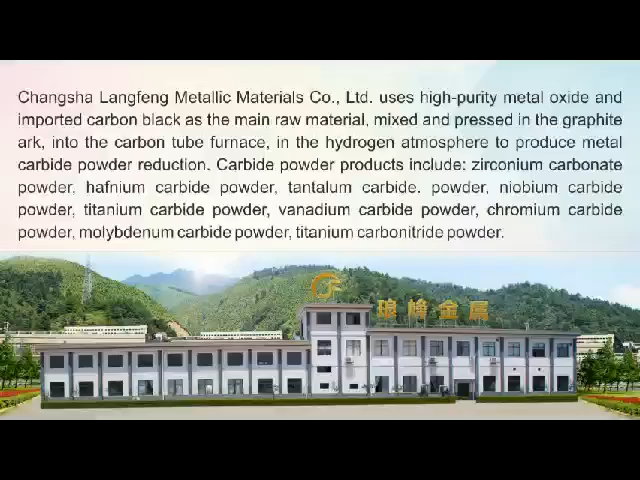 Changsha Langfeng Metallic Materials Co., Ltd. uses high-purity metal oxide and
imported carbon black as the main raw material, mixed and pressed in the graphite
ark, into the carbon tube furnace, in the hydrogen atmosphere to produce metal
carbide powder reduction. Carbide powder products include: zirconium carbonate
powder, hafnium carbide powder, tantalum carbide. powder, niobium carbide
powder, titanium carbide powder, vanadium carbide powder, chromium carbide
powder, molybdenum carbide powder, titanium carbonitride powder.
琅峰金属